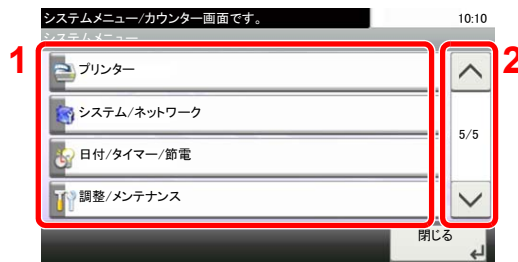 システムメニュー/カウンター画面です。 10:10
システムメニュー
1
2
プリンター
システム/ネットワーク
5/5
日付/タイマー/節電
調整/メンテナンス
閉じる